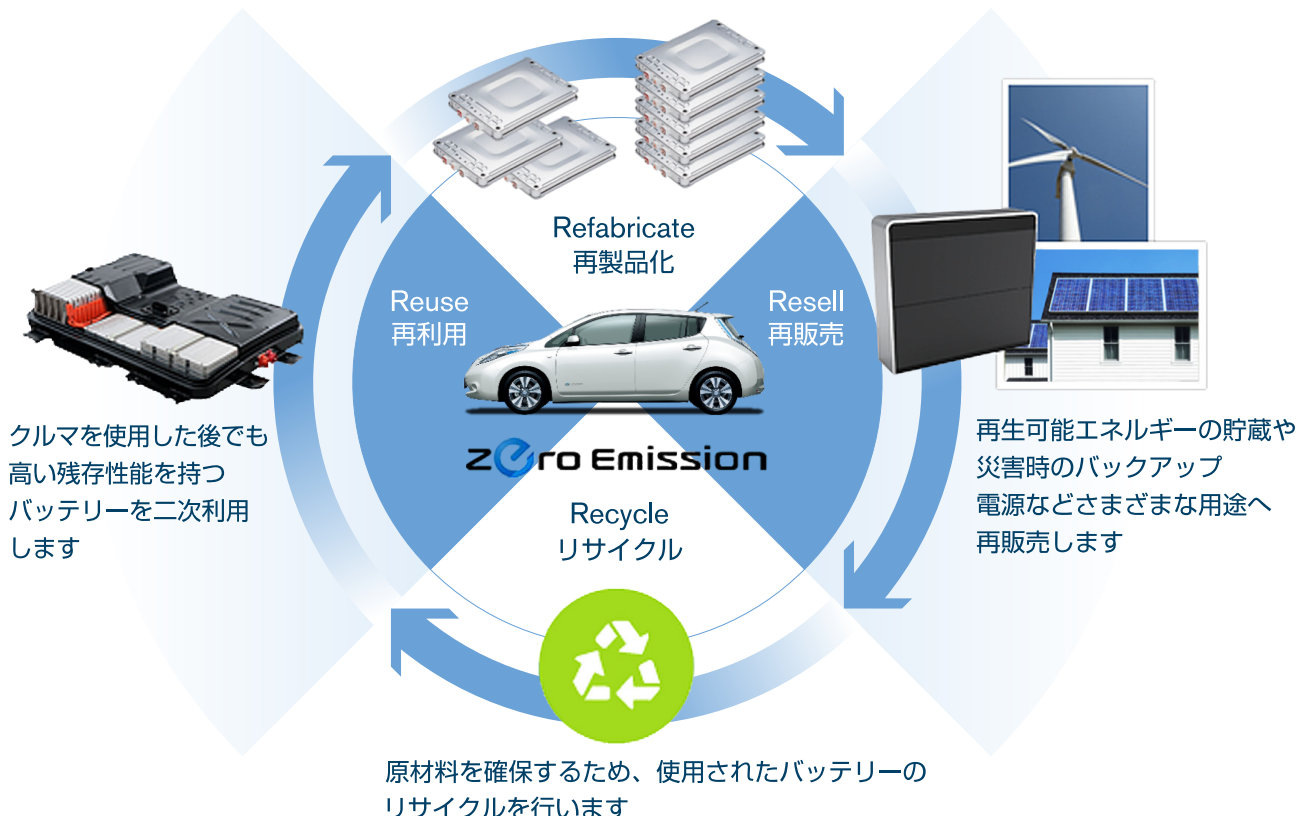 Refabricate
再製品化
Reuse
再利用
Resell
再販売
zero Emission
Recycle
リサイクル
クルマを使用した後でも
高い残存性能を持つ
バッテリーを二次利用
します
再生可能エネルギーの貯蔵や
災害時のバックアップ
電源などさまざまな用途へ
再販売します
原材料を確保するため、使用されたバッテリーの
リサイクルを行います